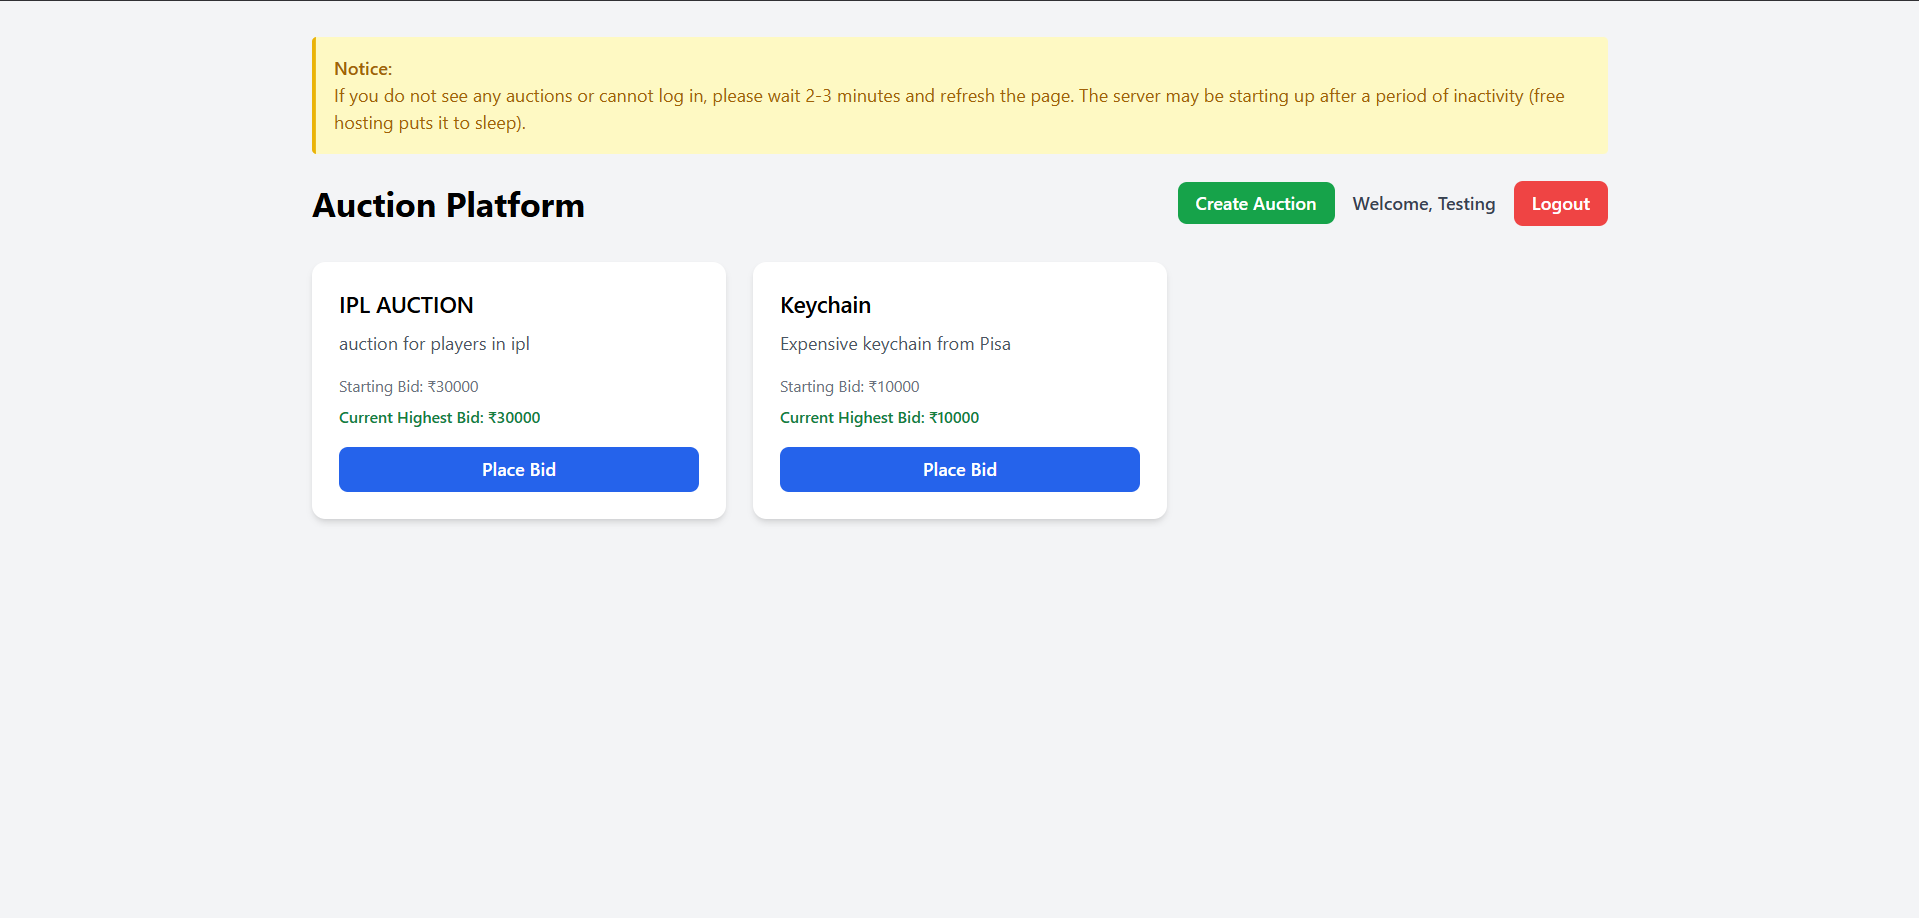 Notice:
If you do not see any auctions or cannot log in, please wait 2-3 minutes and refresh the page. The server may be starting up after a period of inactivity (free
hosting puts it to sleep).
Auction Platform
Create Auction
Welcome, Testing
Logout
IPL AUCTION
auction for players in ipl
Starting Bid: ₹30000
Current Highest Bid: ₹30000
Place Bid
Keychain
Expensive keychain from Pisa
Starting Bid: ₹10000
Current Highest Bid: ₹10000
Place Bid